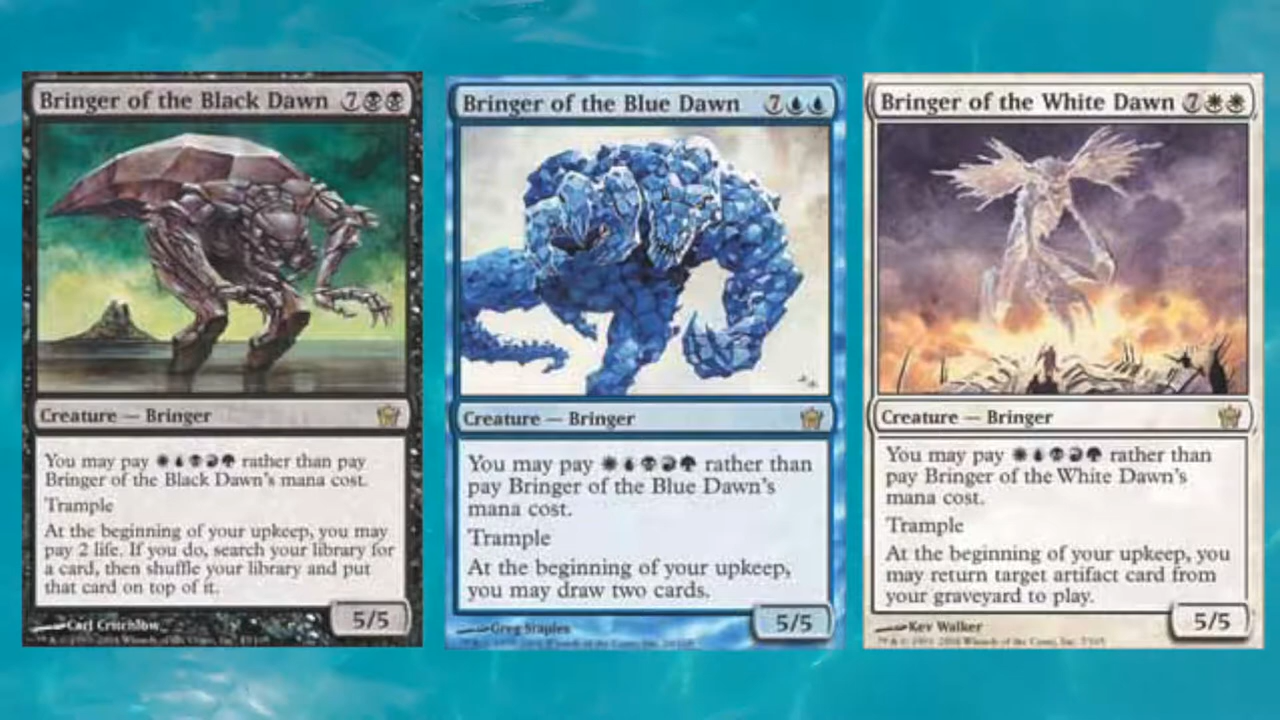 Bringer of the Black Dawn 7
Creature — Bringer
You may pay rather than pay
Bringer of the Black Dawn's mana cost.
Trample
At the beginning of your upkeep, you may
pay 2 life. If you do, search your library for
a card, then shuffle your library and put
that card on top of it.
5/5
Carl Critchlow
Bringer of the Blue Dawn 7
Creature — Bringer
You may pay rather than
pay Bringer of the Blue Dawn's
mana cost.
Trample
At the beginning of your upkeep,
you may draw two cards.
5/5
Greg Staples
Bringer of the White Dawn 7
Creature — Bringer
You may pay rather than
pay Bringer of the White Dawn's
mana cost.
Trample
At the beginning of your upkeep, you
may return target artifact card from
your graveyard to play.
5/5
Kev Walker